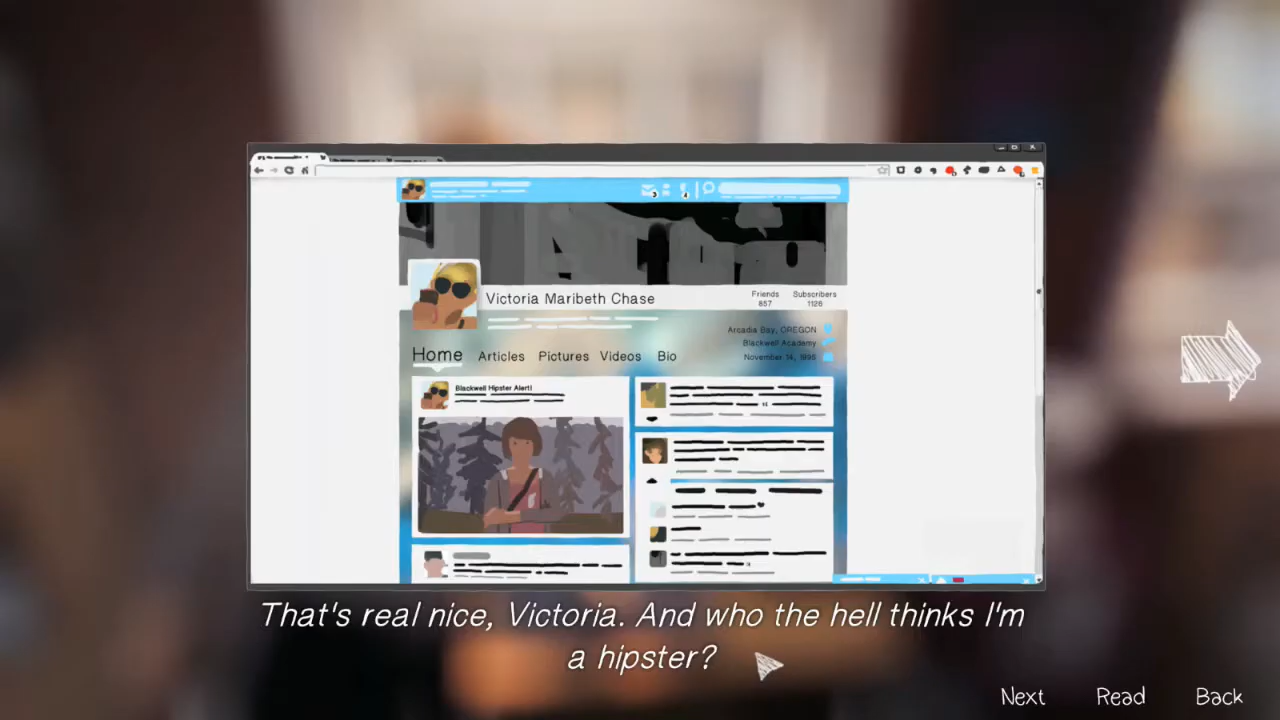 Victoria Maribeth Chase
Friends
857
Subscribers
1126
Arcadia Bay, OREGON
Blackwell Academy
November 14, 1995
Home
Articles
Pictures
Videos
Bio
Blackwell Hipster Alert!
That's real nice, Victoria. And who the hell thinks I'm
a hipster?
Next
Read
Back